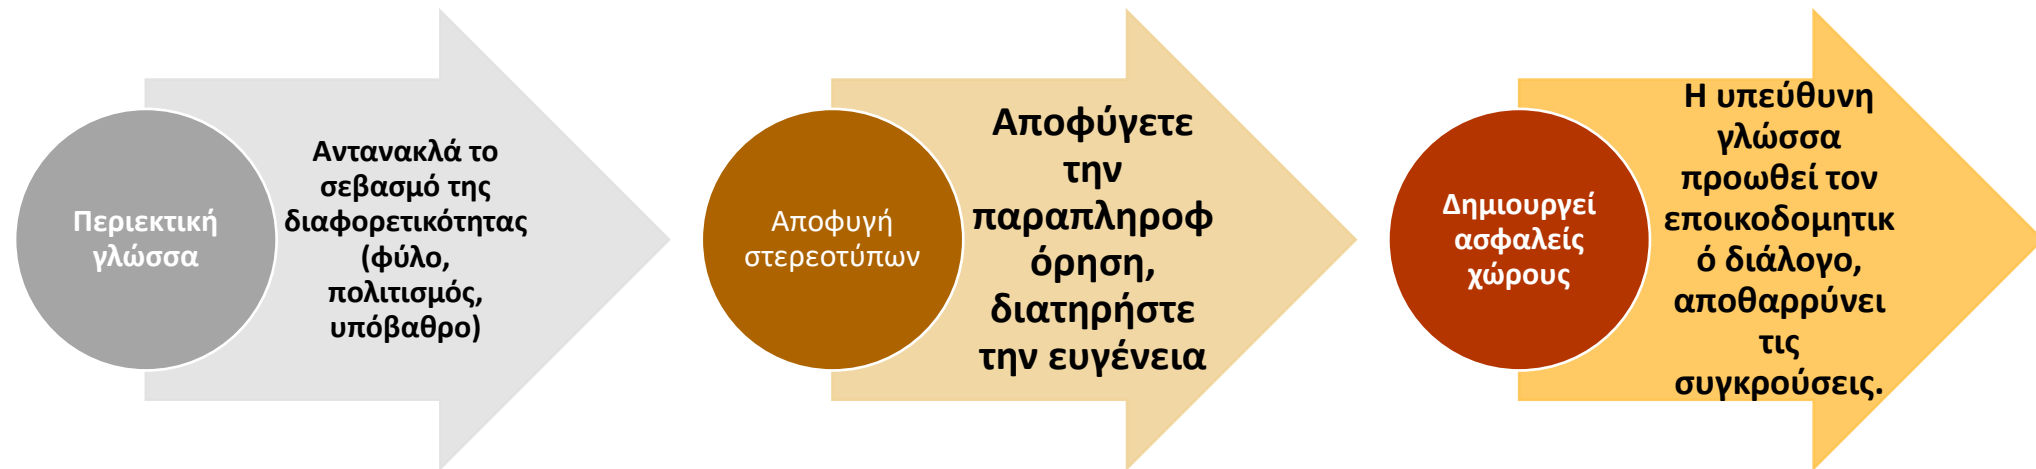 Περιεκτική
γλώσσα
Αντανακλά το
σεβασμό της
διαφορετικότητας
(φύλο,
πολιτισμός,
υπόβαθρο)
Αποφυγή
στερεοτύπων
Αποφύγετε
την
παραπληροφ
όρηση,
διατηρήστε
την ευγένεια
Δημιουργεί
ασφαλείς
χώρους
Η υπεύθυνη
γλώσσα
προωθεί τον
εποικοδομητικ
ό διάλογο,
αποθαρρύνει
τις
συγκρούσεις.